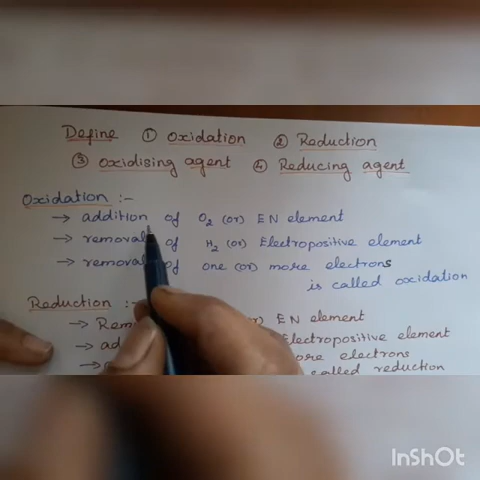 Define ① Oxidation ② Reduction
③ Oxidising agent ④ Reducing agent
Oxidation :-
→ addition of O₂ (or) EN element
→ removal of H₂ (or) Electropositive element
→ removal of one (or) more electrons
is called oxidation
Reduction :-
→ EN element
→ Electropositive element
→ more electrons
called reduction
InShOt